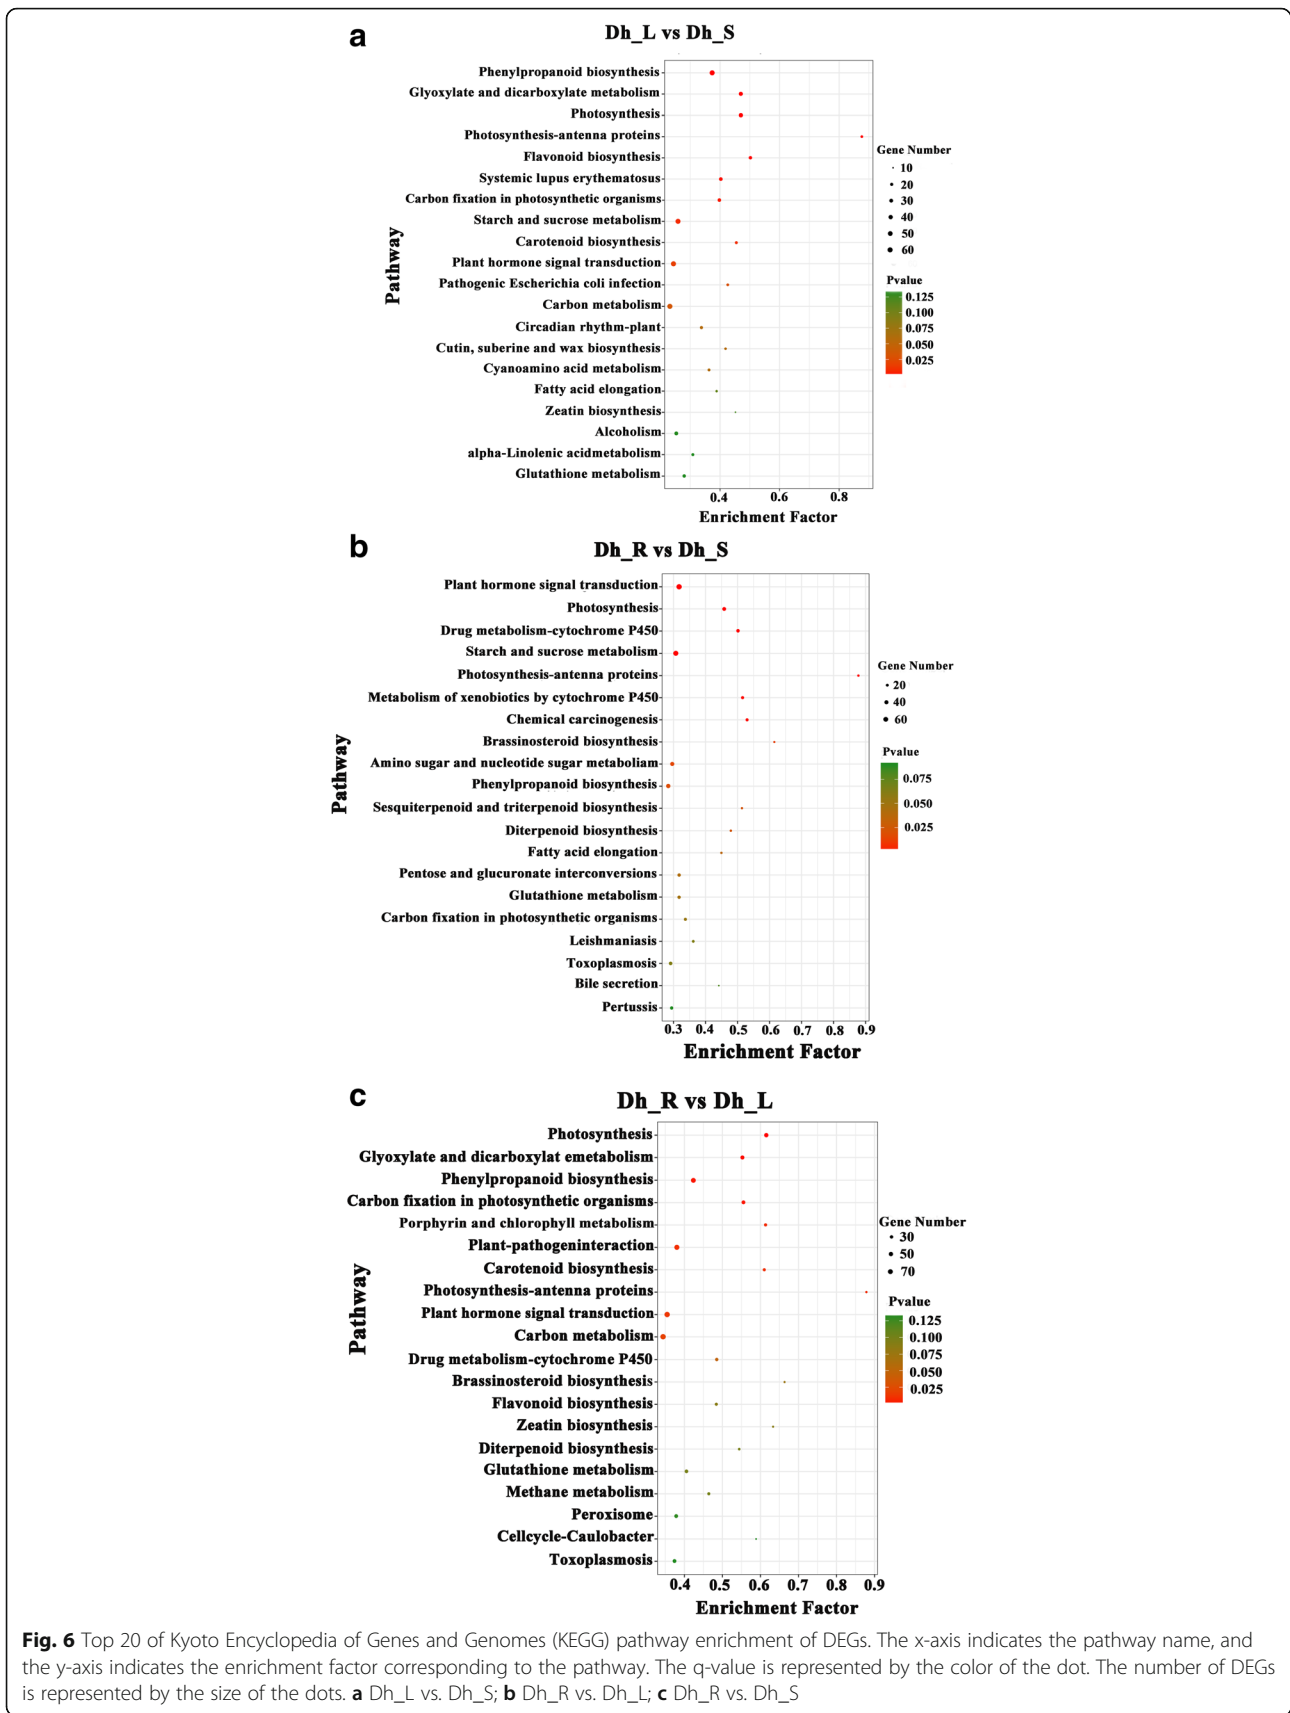 a
Dh_L vs Dh_S
Phenylpropanoid biosynthesis
Glyoxylate and dicarboxylate metabolism
Photosynthesis
Photosynthesis-antenna proteins
Flavonoid biosynthesis
Systemic lupus erythematosus
Carbon fixation in photosynthetic organisms
Starch and sucrose metabolism
Carotenoid biosynthesis
Plant hormone signal transduction
Pathogenic Escherichia coli infection
Carbon metabolism
Circadian rhythm-plant
Cutin, suberine and wax biosynthesis
Cyanoamino acid metabolism
Fatty acid elongation
Zeatin biosynthesis
Alcoholism
alpha-Linolenic acidmetabolism
Glutathione metabolism
Pathway
0.4 0.6 0.8
Enrichment Factor
Gene Number
10
20
30
40
50
60
Pvalue
0.125
0.100
0.075
0.050
0.025
b
Dh_R vs Dh_S
Plant hormone signal transduction
Photosynthesis
Drug metabolism-cytochrome P450
Starch and sucrose metabolism
Photosynthesis-antenna proteins
Metabolism of xenobiotics by cytochrome P450
Chemical carcinogenesis
Brassinosteroid biosynthesis
Amino sugar and nucleotide sugar metaboliam
Phenylpropanoid biosynthesis
Sesquiterpenoid and triterpenoid biosynthesis
Diterpenoid biosynthesis
Fatty acid elongation
Pentose and glucuronate interconversions
Glutathione metabolism
Carbon fixation in photosynthetic organisms
Leishmaniasis
Toxoplasmosis
Bile secretion
Pertussis
Pathway
0.3 0.4 0.5 0.6 0.7 0.8 0.9
Enrichment Factor
Gene Number
20
40
60
Pvalue
0.075
0.050
0.025
c
Dh_R vs Dh_L
Photosynthesis
Glyoxylate and dicarboxylat emetabolism
Phenylpropanoid biosynthesis
Carbon fixation in photosynthetic organisms
Porphyrin and chlorophyll metabolism
Plant-pathogeninteraction
Carotenoid biosynthesis
Photosynthesis-antenna proteins
Plant hormone signal transduction
Carbon metabolism
Drug metabolism-cytochrome P450
Brassinosteroid biosynthesis
Flavonoid biosynthesis
Zeatin biosynthesis
Diterpenoid biosynthesis
Glutathione metabolism
Methane metabolism
Peroxisome
Cellcycle-Caulobacter
Toxoplasmosis
Pathway
0.4 0.5 0.6 0.7 0.8 0.9
Enrichment Factor
Gene Number
30
50
70
Pvalue
0.125
0.100
0.075
0.050
0.025
Fig. 6 Top 20 of Kyoto Encyclopedia of Genes and Genomes (KEGG) pathway enrichment of DEGs. The x-axis indicates the pathway name, and
the y-axis indicates the enrichment factor corresponding to the pathway. The q-value is represented by the color of the dot. The number of DEGs
is represented by the size of the dots. a Dh_L vs. Dh_S; b Dh_R vs. Dh_L; c Dh_R vs. Dh_S